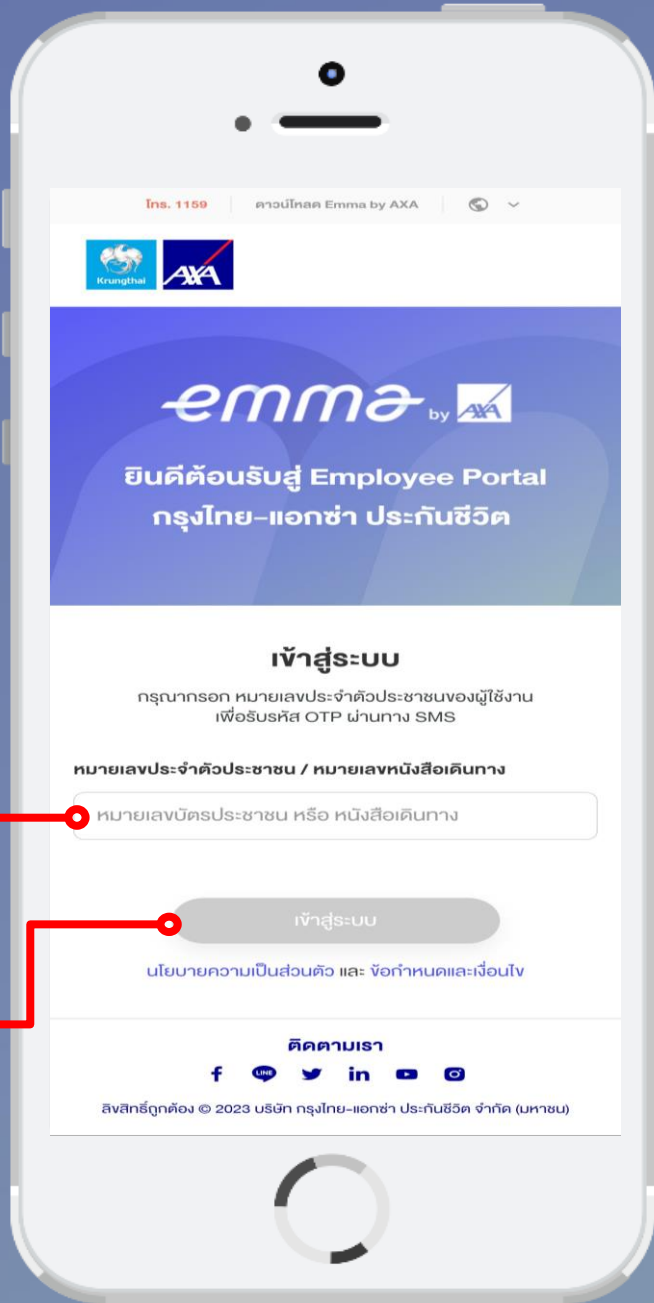 โทร. 1159 ดาวน์โหลด Emma by AXA
Krungthai AXA
emma by AXA
ยินดีต้อนรับสู่ Employee Portal
กรุงไทย–แอกซ่า ประกันชีวิต
เข้าสู่ระบบ
กรุณากรอก หมายเลขประจำตัวประชาชนของผู้ใช้งาน
เพื่อรับรหัส OTP ผ่านทาง SMS
หมายเลขประจำตัวประชาชน / หมายเลขหนังสือเดินทาง
หมายเลขบัตรประชาชน หรือ หนังสือเดินทาง
เข้าสู่ระบบ
นโยบายความเป็นส่วนตัว และ ข้อกำหนดและเงื่อนไข
ติดตามเรา
f LINE in
ลิขสิทธิ์ถูกต้อง © 2023 บริษัท กรุงไทย–แอกซ่า ประกันชีวิต จำกัด (มหาชน)